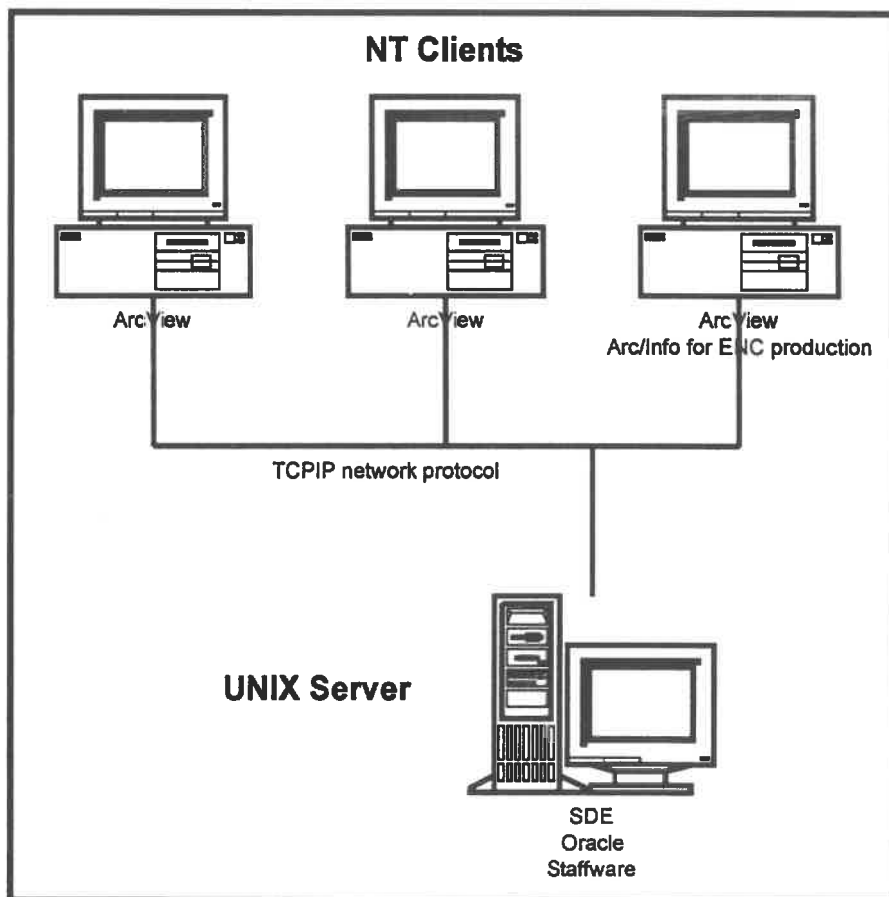 NT Clients
ArcView
ArcView
ArcView
Arc/Info for ENC production
TCPIP network protocol
UNIX Server
SDE
Oracle
Staffware